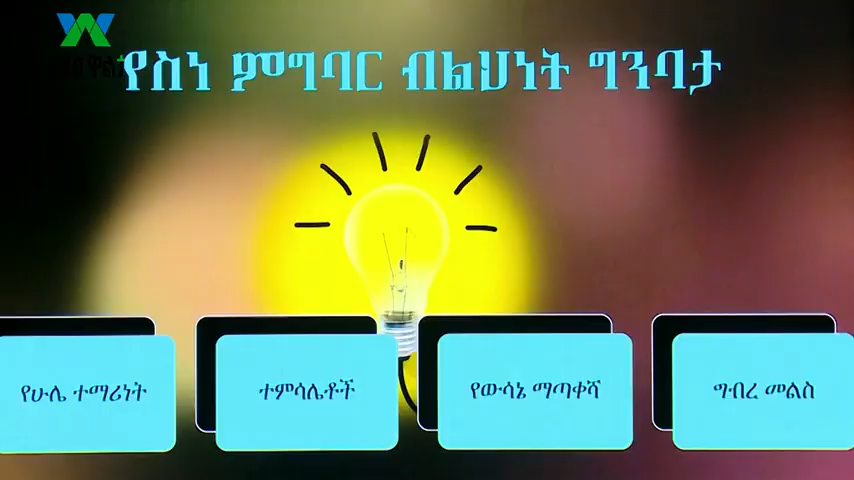 የስነ ምግባር ብልህነት ግንባታ
የሁሌ ተማሪነት
ተምሳሌቶች
የውሳኔ ማጣቀሻ
ግብረ መልስ